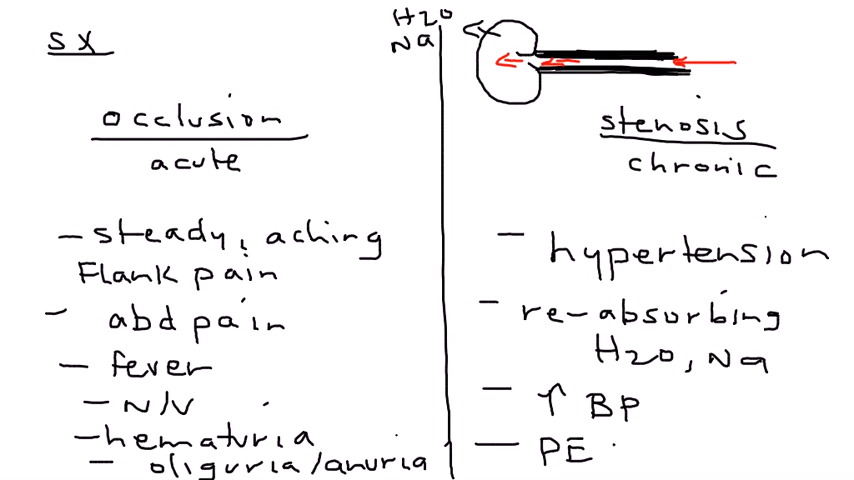 sx
H2O
Na
occlusion
acute
- steady, aching
Flank pain
- abd pain
- fever
- N/V
- hematuria
- oliguria/anuria
stenosis
chronic
- hypertension
- re-absorbing
H2O, Na
- ↑ BP
- PE